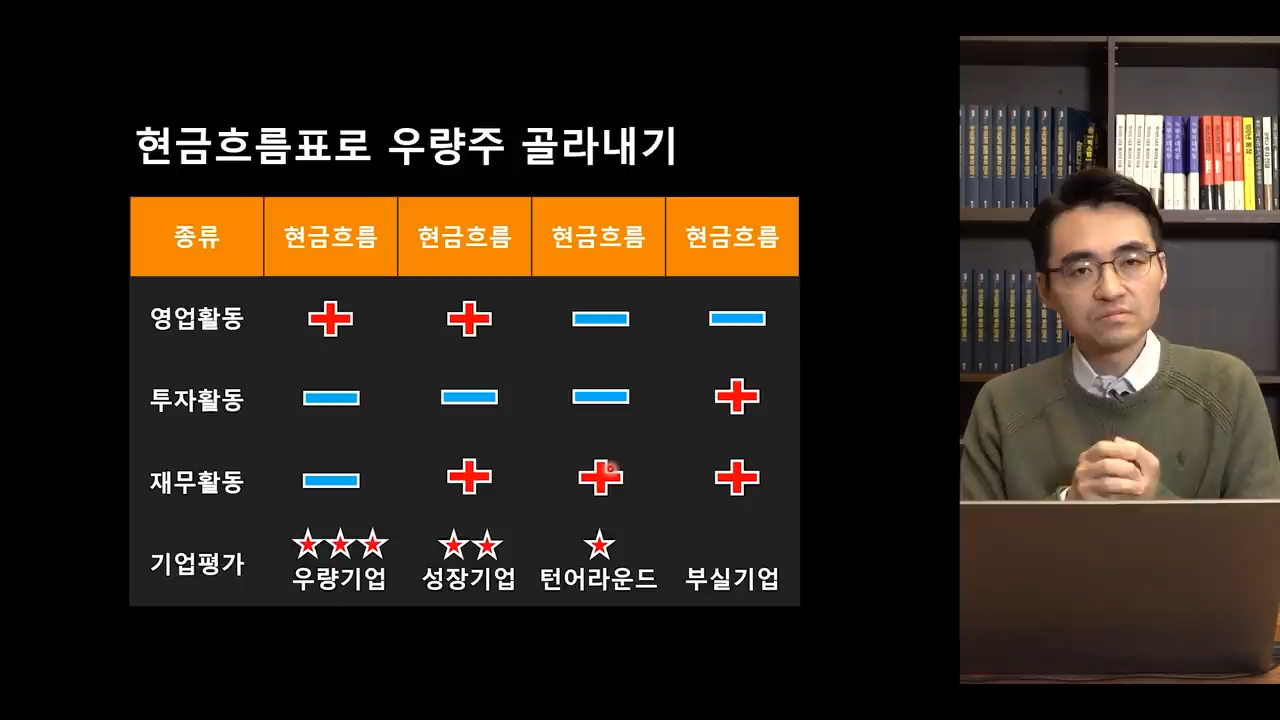 현금흐름표로 우량주 골라내기
종류 현금흐름 현금흐름 현금흐름 현금흐름
영업활동
투자활동
재무활동
기업평가
우량기업 성장기업 턴어라운드 부실기업